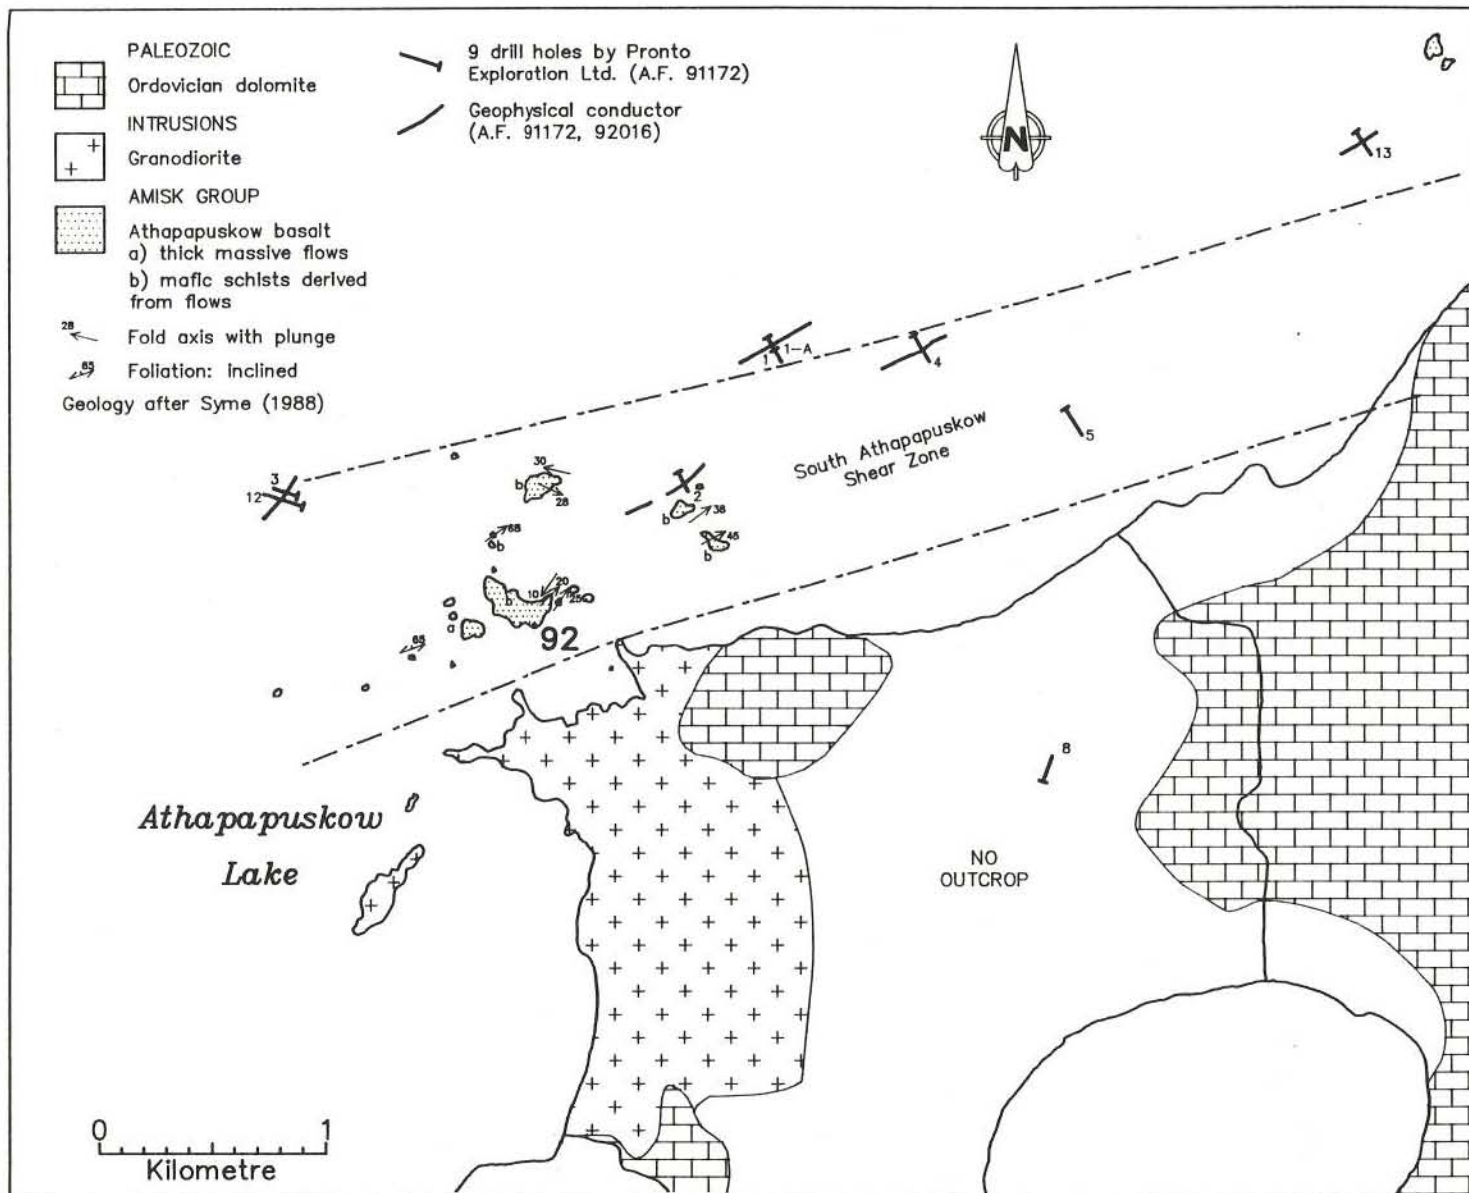 PALEOZOIC
Ordovician dolomite
INTRUSIONS
Granodiorite
AMISK GROUP
Athapapuskow basalt
a) thick massive flows
b) mafic schists derived
from flows
28
Fold axis with plunge
85
Foliation: Inclined
Geology after Syme (1988)
9 drill holes by Pronto
Exploration Ltd. (A.F. 91172)
Geophysical conductor
(A.F. 91172, 92016)
N
13
1
1-A
4
5
South Athapapuskow
Shear Zone
3
12
30
b
28
2
b
38
68
b
45
b
20
10
b
25
a
92
65
8
Athapapuskow
Lake
NO
OUTCROP
0 1
Kilometre